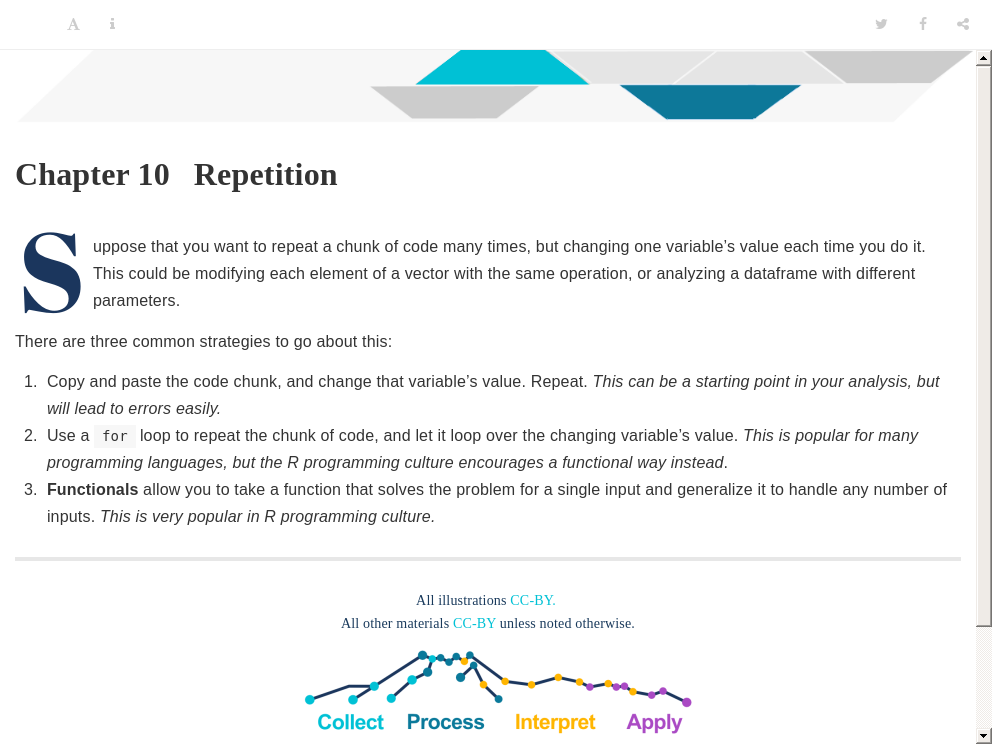 Chapter 10 Repetition
Suppose that you want to repeat a chunk of code many times, but changing one variable’s value each time you do it.
This could be modifying each element of a vector with the same operation, or analyzing a dataframe with different
parameters.
There are three common strategies to go about this:
1. Copy and paste the code chunk, and change that variable’s value. Repeat. This can be a starting point in your analysis, but
will lead to errors easily.
2. Use a for loop to repeat the chunk of code, and let it loop over the changing variable’s value. This is popular for many
programming languages, but the R programming culture encourages a functional way instead.
3. Functionals allow you to take a function that solves the problem for a single input and generalize it to handle any number of
inputs. This is very popular in R programming culture.
All illustrations CC-BY.
All other materials CC-BY unless noted otherwise.
Collect Process Interpret Apply